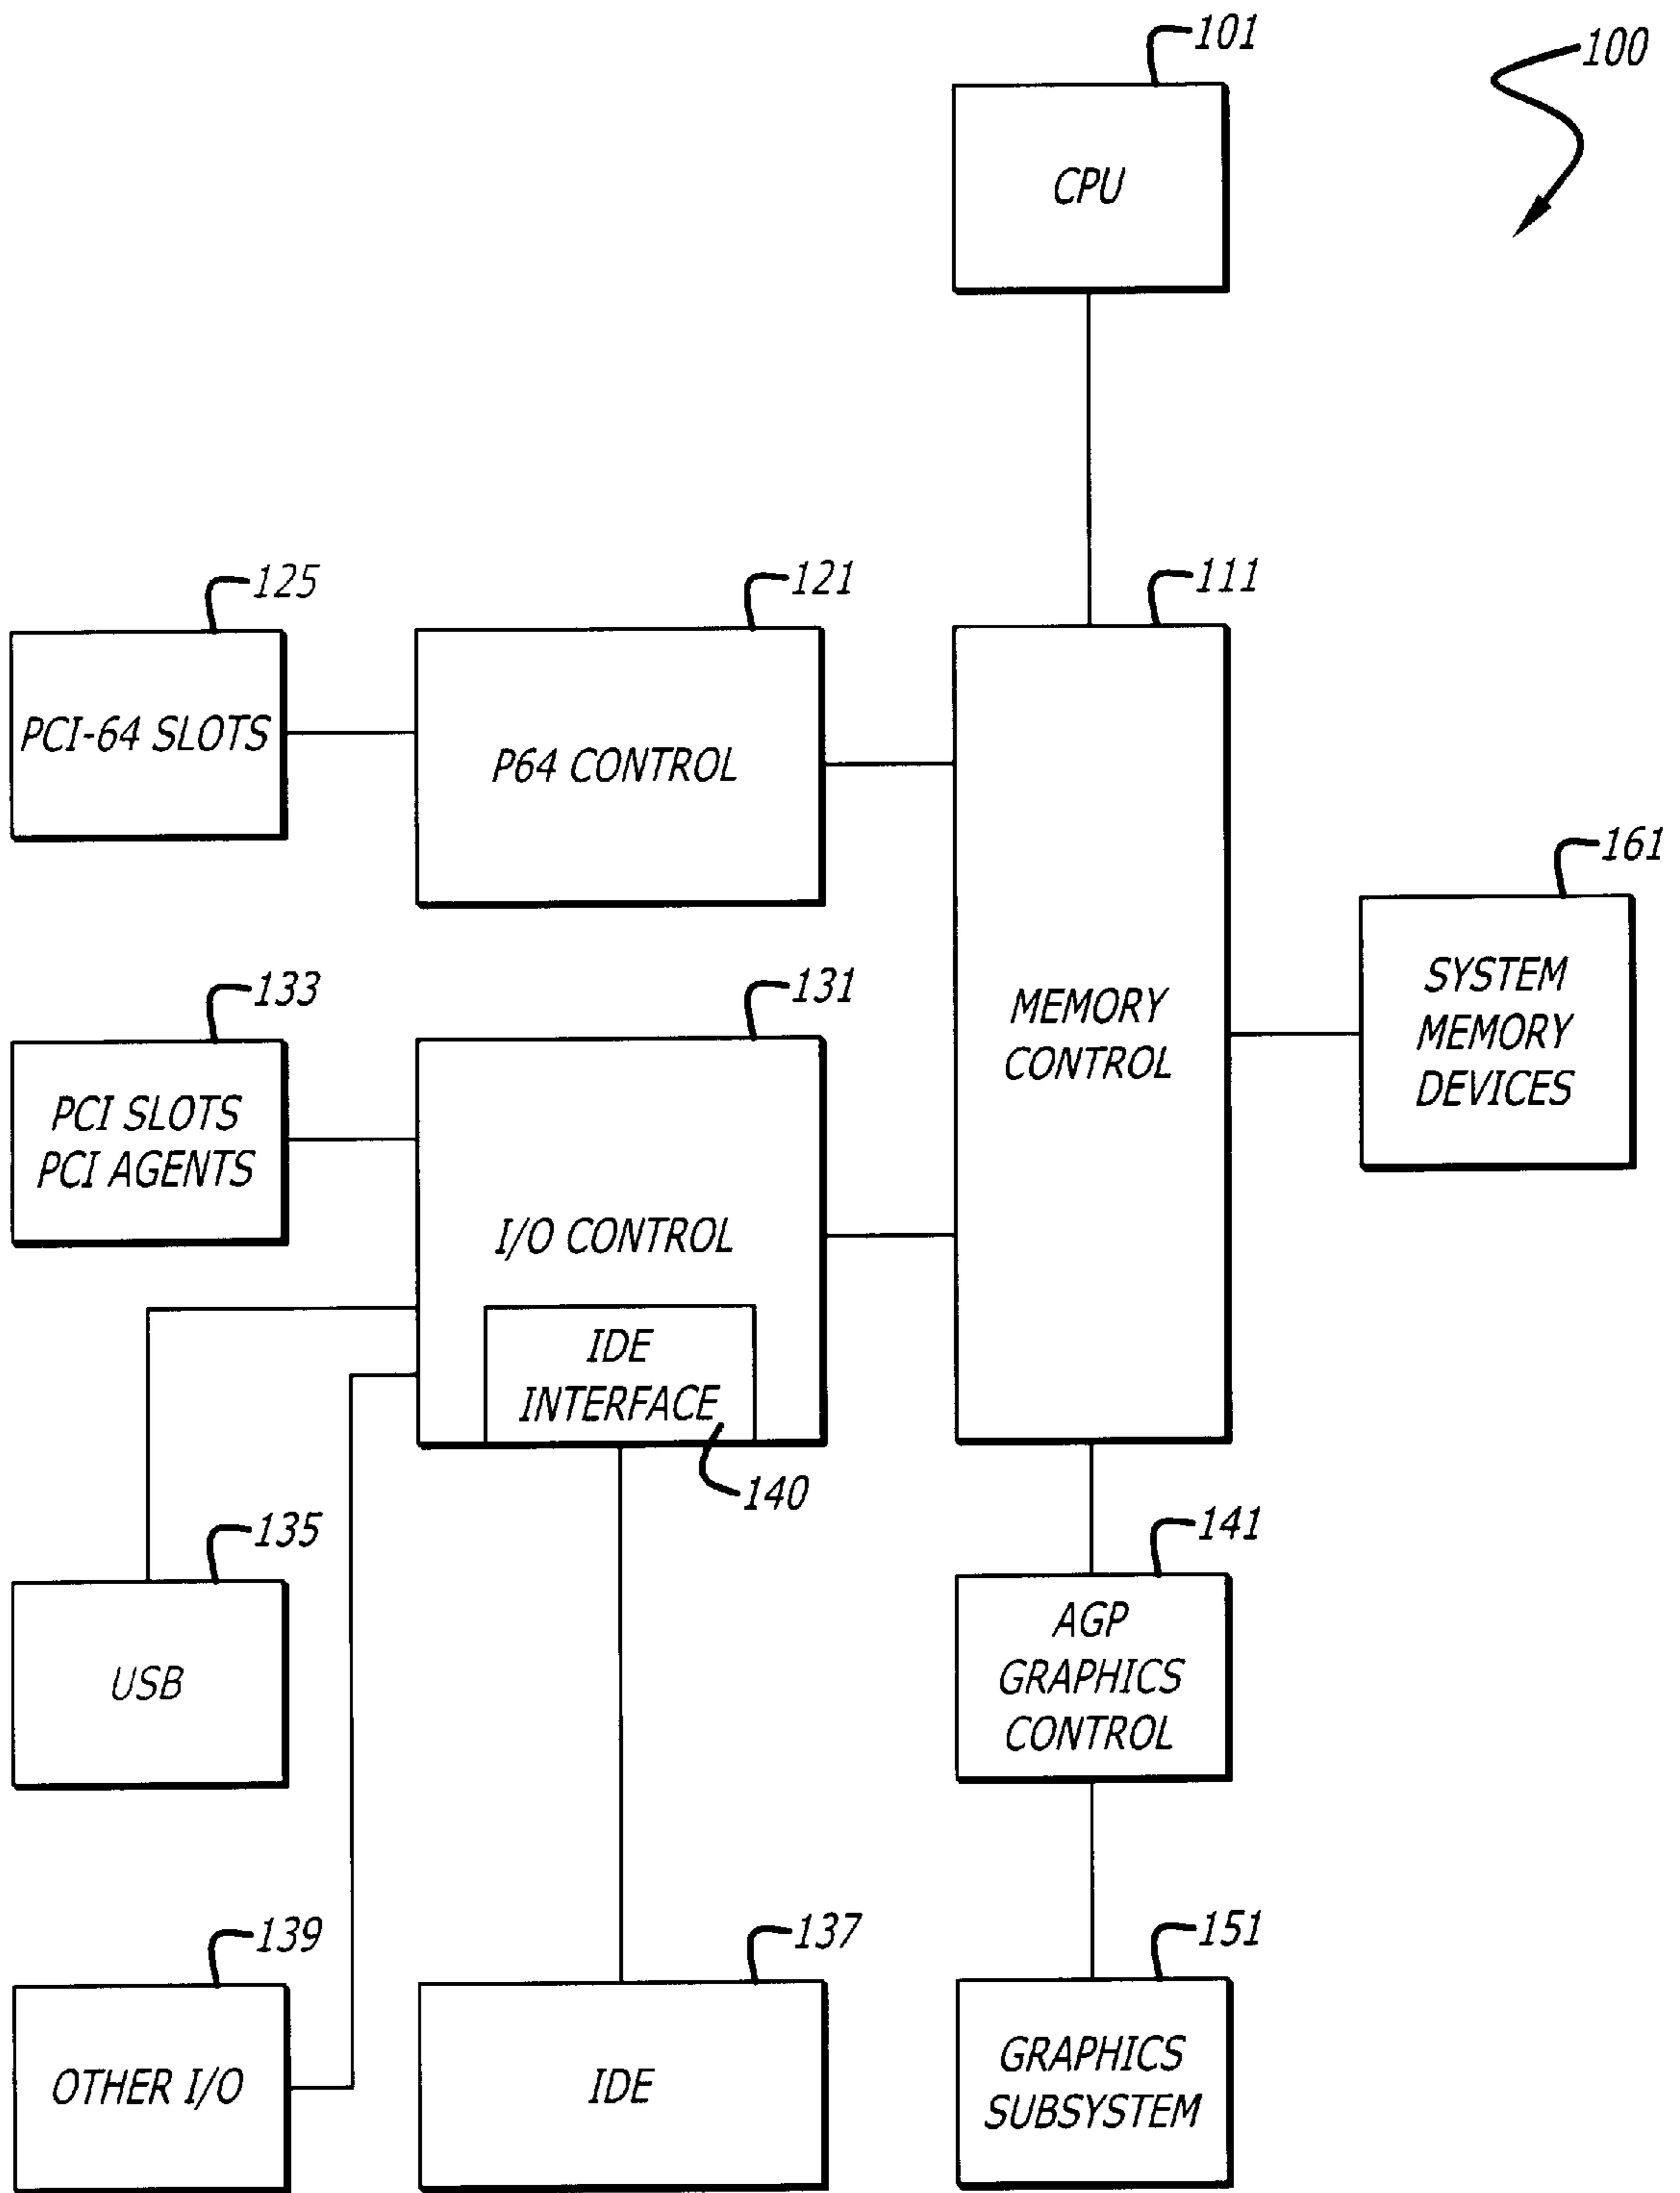 101
100
CPU
125
121
111
PCI-64 SLOTS
P64 CONTROL
161
SYSTEM
MEMORY
DEVICES
133
131
MEMORY
CONTROL
PCI SLOTS
PCI AGENTS
I/O CONTROL
IDE
INTERFACE
140
135
141
USB
AGP
GRAPHICS
CONTROL
139
137
151
OTHER I/O
IDE
GRAPHICS
SUBSYSTEM